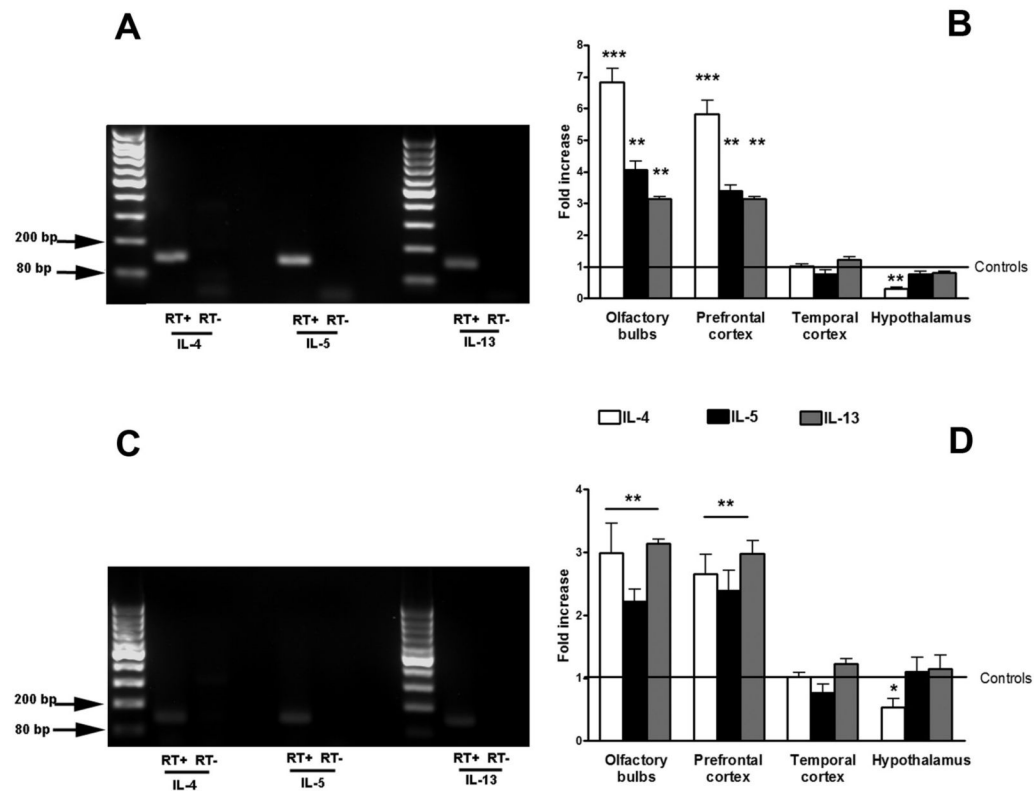 A
200 bp
80 bp
RT+ RT- RT+ RT- RT+ RT-
IL-4 IL-5 IL-13
B
Fold increase
8
7
6
5
4
3
2
1
0
*** ** **
*** ** **
**
Controls
Olfactory bulbs
Prefrontal cortex
Temporal cortex
Hypothalamus
IL-4 IL-5 IL-13
C
200 bp
80 bp
RT+ RT- RT+ RT- RT+ RT-
IL-4 IL-5 IL-13
D
Fold increase
4
3
2
1
0
** **
*
Controls
Olfactory bulbs
Prefrontal cortex
Temporal cortex
Hypothalamus